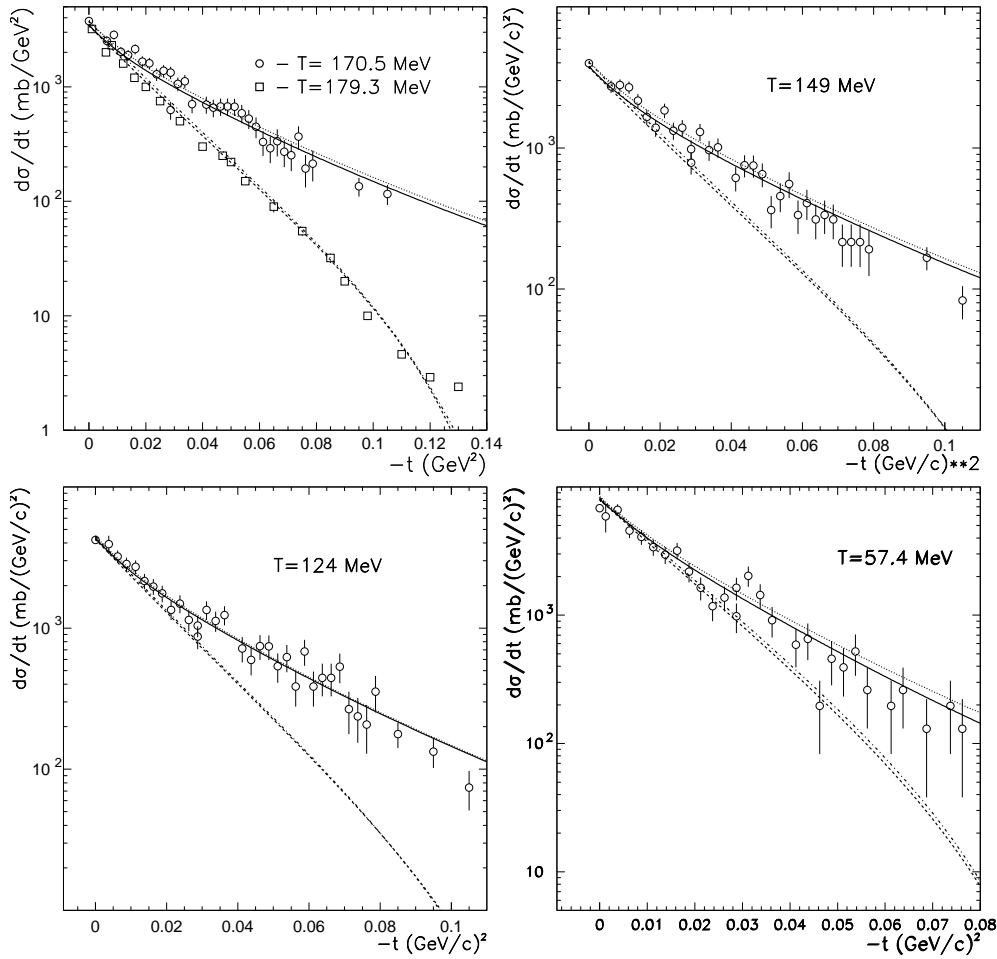 dσ/dt (mb/GeV²)
10³
10²
10
1
○ – T= 170.5 MeV
□ – T=179.3 MeV
0 0.02 0.04 0.06 0.08 0.1 0.12 0.14
–t (GeV²)
dσ/dt (mb/(GeV/c)²)
10³
10²
T=149 MeV
0 0.02 0.04 0.06 0.08 0.1
–t (GeV/c)**2
dσ/dt (mb/(GeV/c)²)
10³
10²
T=124 MeV
0 0.02 0.04 0.06 0.08 0.1
–t (GeV/c)²
dσ/dt (mb/(GeV/c)²)
10³
10²
10
T=57.4 MeV
0 0.01 0.02 0.03 0.04 0.05 0.06 0.07 0.08
–t (GeV/c)²